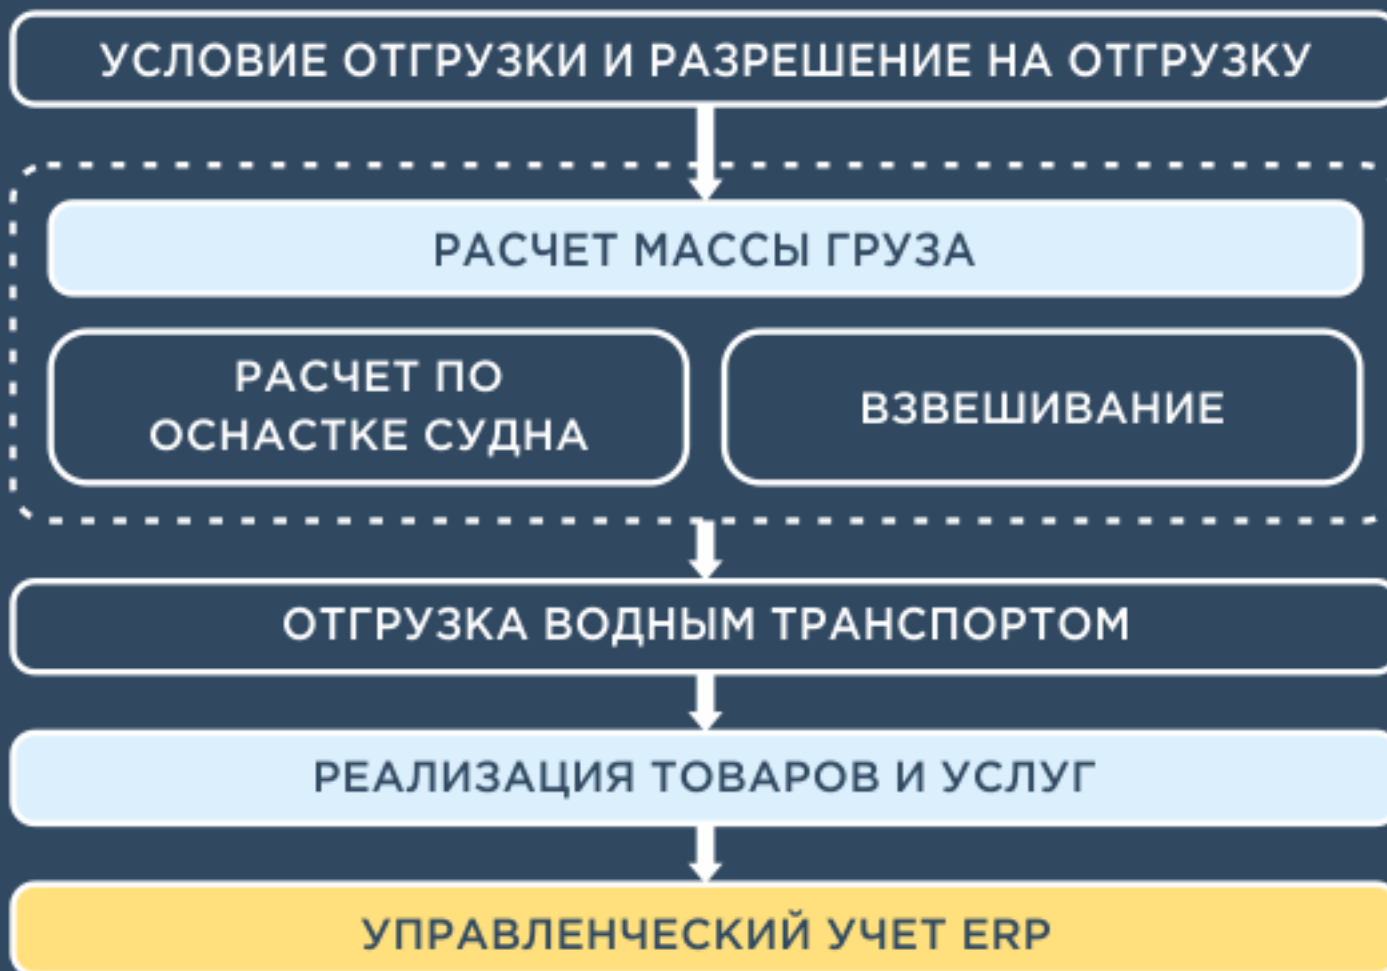 УСЛОВИЕ ОТГРУЗКИ И РАЗРЕШЕНИЕ НА ОТГРУЗКУ
РАСЧЕТ МАССЫ ГРУЗА
РАСЧЕТ ПО
ОСНАСТКЕ СУДНА
ВЗВЕШИВАНИЕ
ОТГРУЗКА ВОДНЫМ ТРАНСПОРТОМ
РЕАЛИЗАЦИЯ ТОВАРОВ И УСЛУГ
УПРАВЛЕНЧЕСКИЙ УЧЕТ ERP